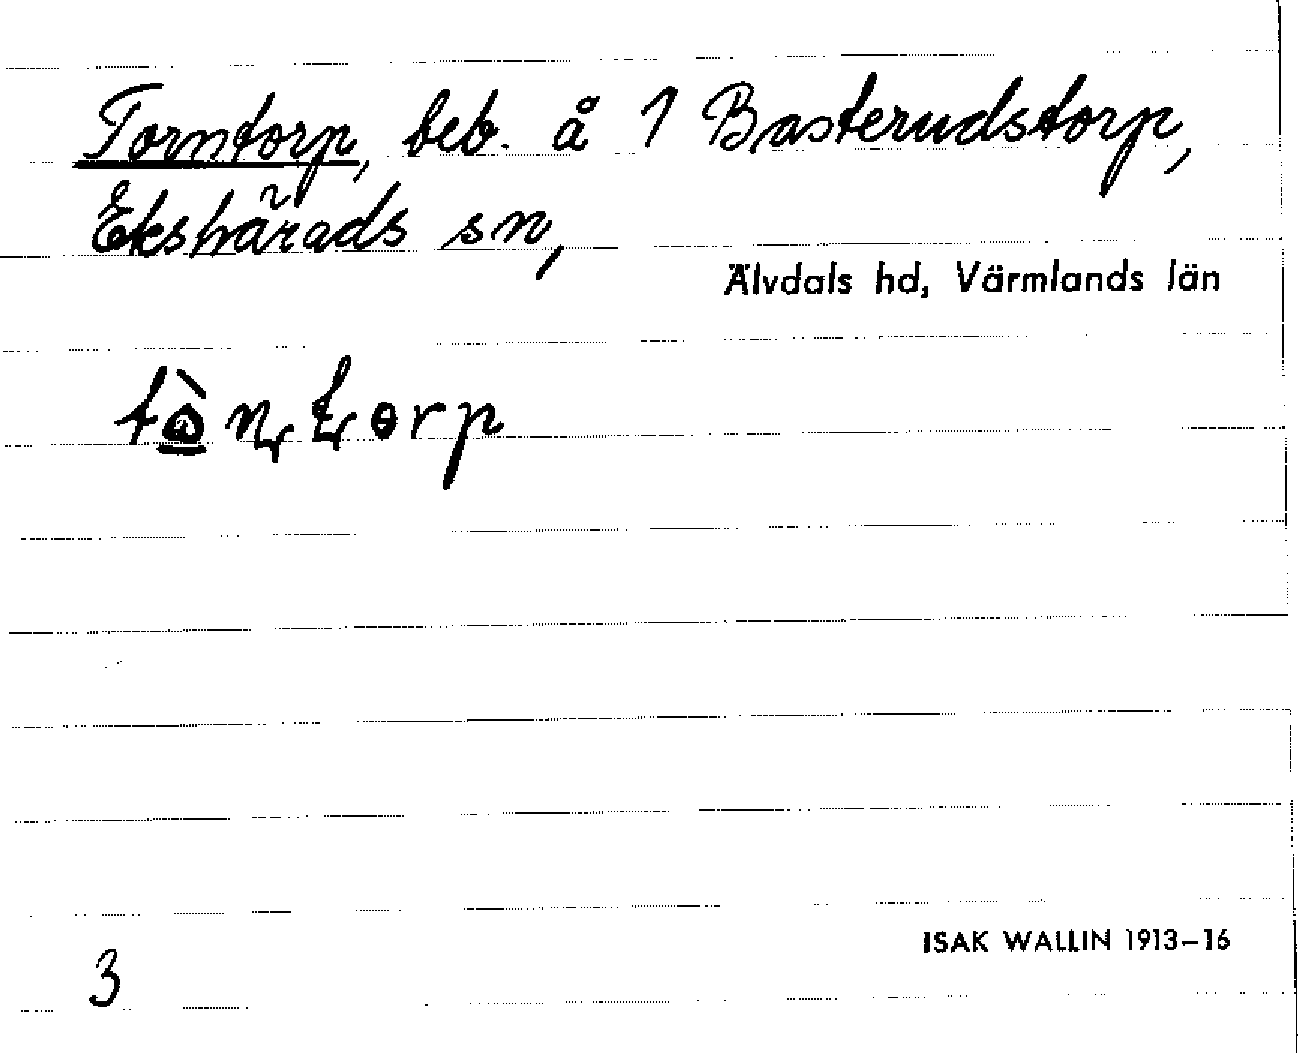 Torntorp, beb. å 1 Basterudstorp,
Ekshärads sn,
Älvdals hd, Värmlands län
ISAK WALLIN 1913–16
3